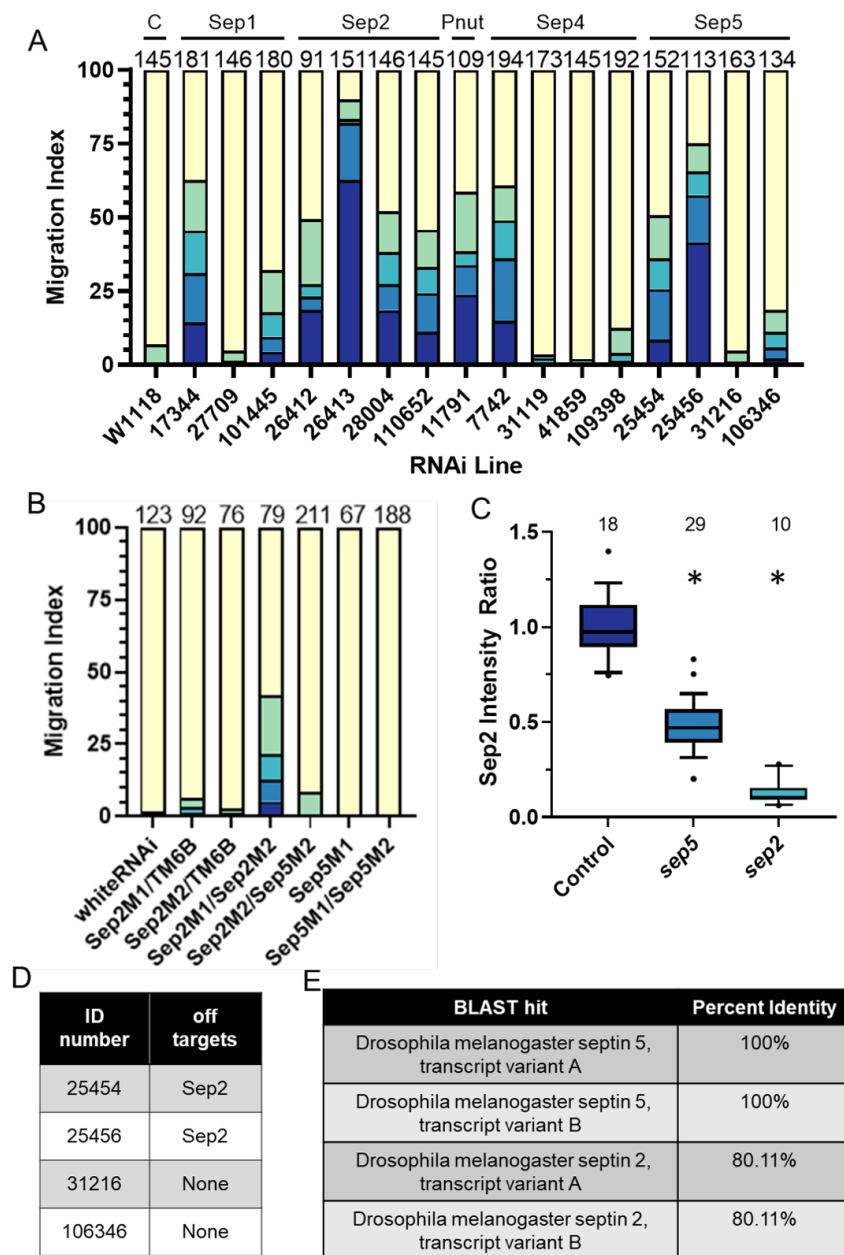 A
C Sep1 Sep2 Pnut Sep4 Sep5
145 181 146 180 91 151 146 145 109 194 173 145 192 152 113 163 134
Migration Index
100
75
50
25
0
W1118 17344 27709 101445 26412 26413 28004 110652 11791 7742 31119 41859 109398 25454 25456 31216 106346
RNAi Line
B
123 92 76 79 211 67 188
Migration Index
100
75
50
25
0
whiteRNAi Sep2M1/TM6B Sep2M2/TM6B Sep2M1/Sep2M2 Sep2M2/Sep5M2 Sep5M1 Sep5M1/Sep5M2
C
18 29 10
* *
Sep2 Intensity Ratio
1.5
1.0
0.5
0.0
Control sep5 sep2
D
ID number off targets
25454 Sep2
25456 Sep2
31216 None
106346 None
E
BLAST hit Percent Identity
Drosophila melanogaster septin 5, 100%
transcript variant A
Drosophila melanogaster septin 5, 100%
transcript variant B
Drosophila melanogaster septin 2, 80.11%
transcript variant A
Drosophila melanogaster septin 2, 80.11%
transcript variant B